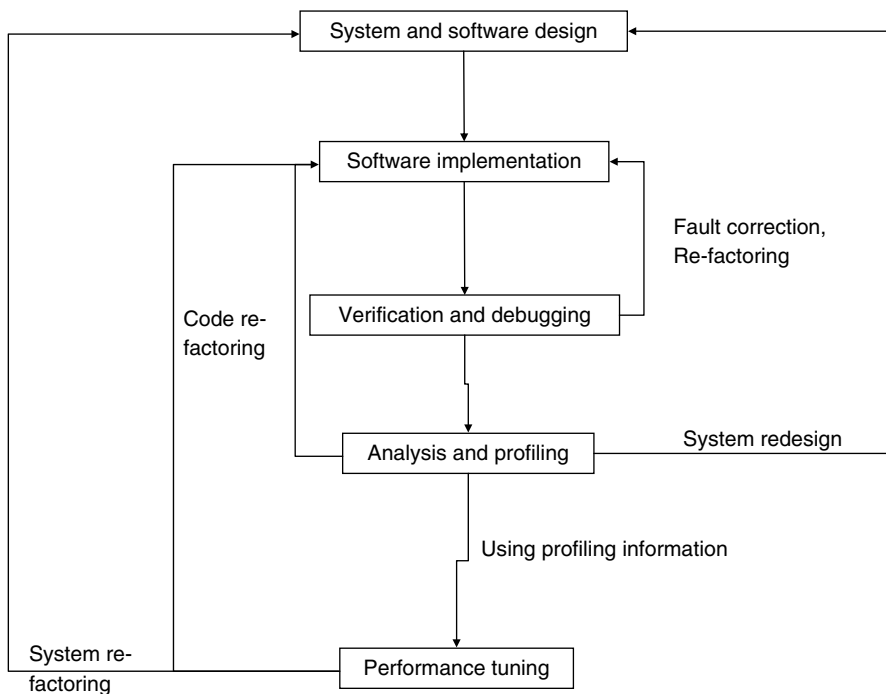 System and software design
Software implementation
Fault correction,
Re-factoring
Verification and debugging
Code re-
factoring
Analysis and profiling
System redesign
Using profiling information
System re-
factoring
Performance tuning